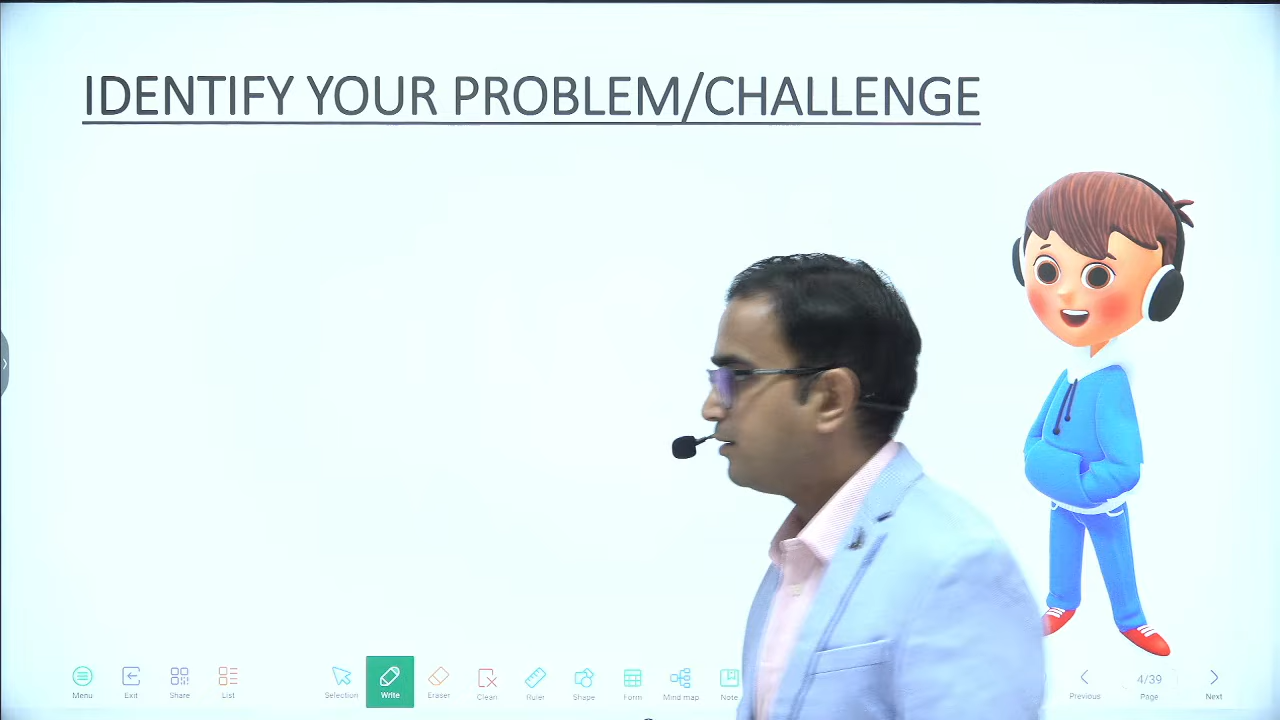 IDENTIFY YOUR PROBLEM/CHALLENGE
Menu
Exit
Share
List
Selection
Write
Eraser
Clean
Ruler
Shape
Form
Mind map
Note
Previous
4/39
Page
Next